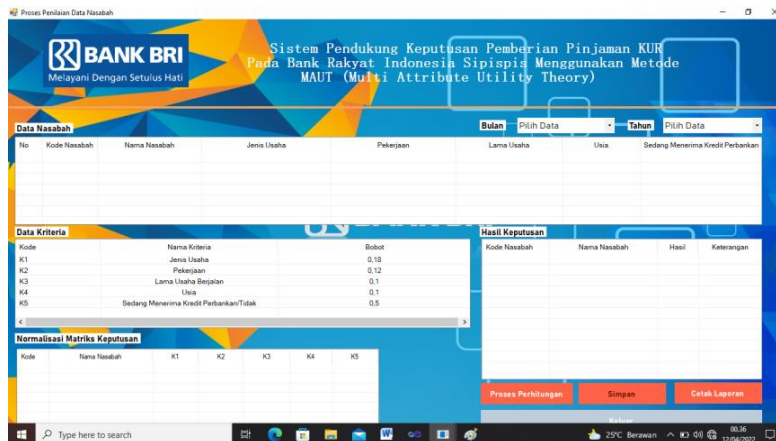 Proses Penilaian Data Nasabah
BANK BRI
Melayani Dengan Setulus Hati
Sistem Pendukung Keputusan Pemberian Pinjaman KUR
Pada Bank Rakyat Indonesia Sipispis Menggunakan Metode
MAUT (Multi Attribute Utility Theory)
Bulan Pilih Data Tahun Pilih Data
Data Nasabah
No Kode Nasabah Nama Nasabah Jenis Usaha Pekerjaan Lama Usaha Usia Sedang Menerima Kredit Perbankan
Data Kriteria
Kode Nama Kriteria Bobot
K1 Jenis Usaha 0,18
K2 Pekerjaan 0,12
K3 Lama Usaha Berjalan 0,1
K4 Usia 0,1
K5 Sedang Menerima Kredit Perbankan/Tidak 0,5
Hasil Keputusan
Kode Nasabah Nama Nasabah Hasil Keterangan
Normalisasi Matriks Keputusan
Kode Nama Nasabah K1 K2 K3 K4 K5
Proses Perhitungan Simpan Cetak Laporan
Keluar
Type here to search
25°C Berawan
00.36
12/04/2022